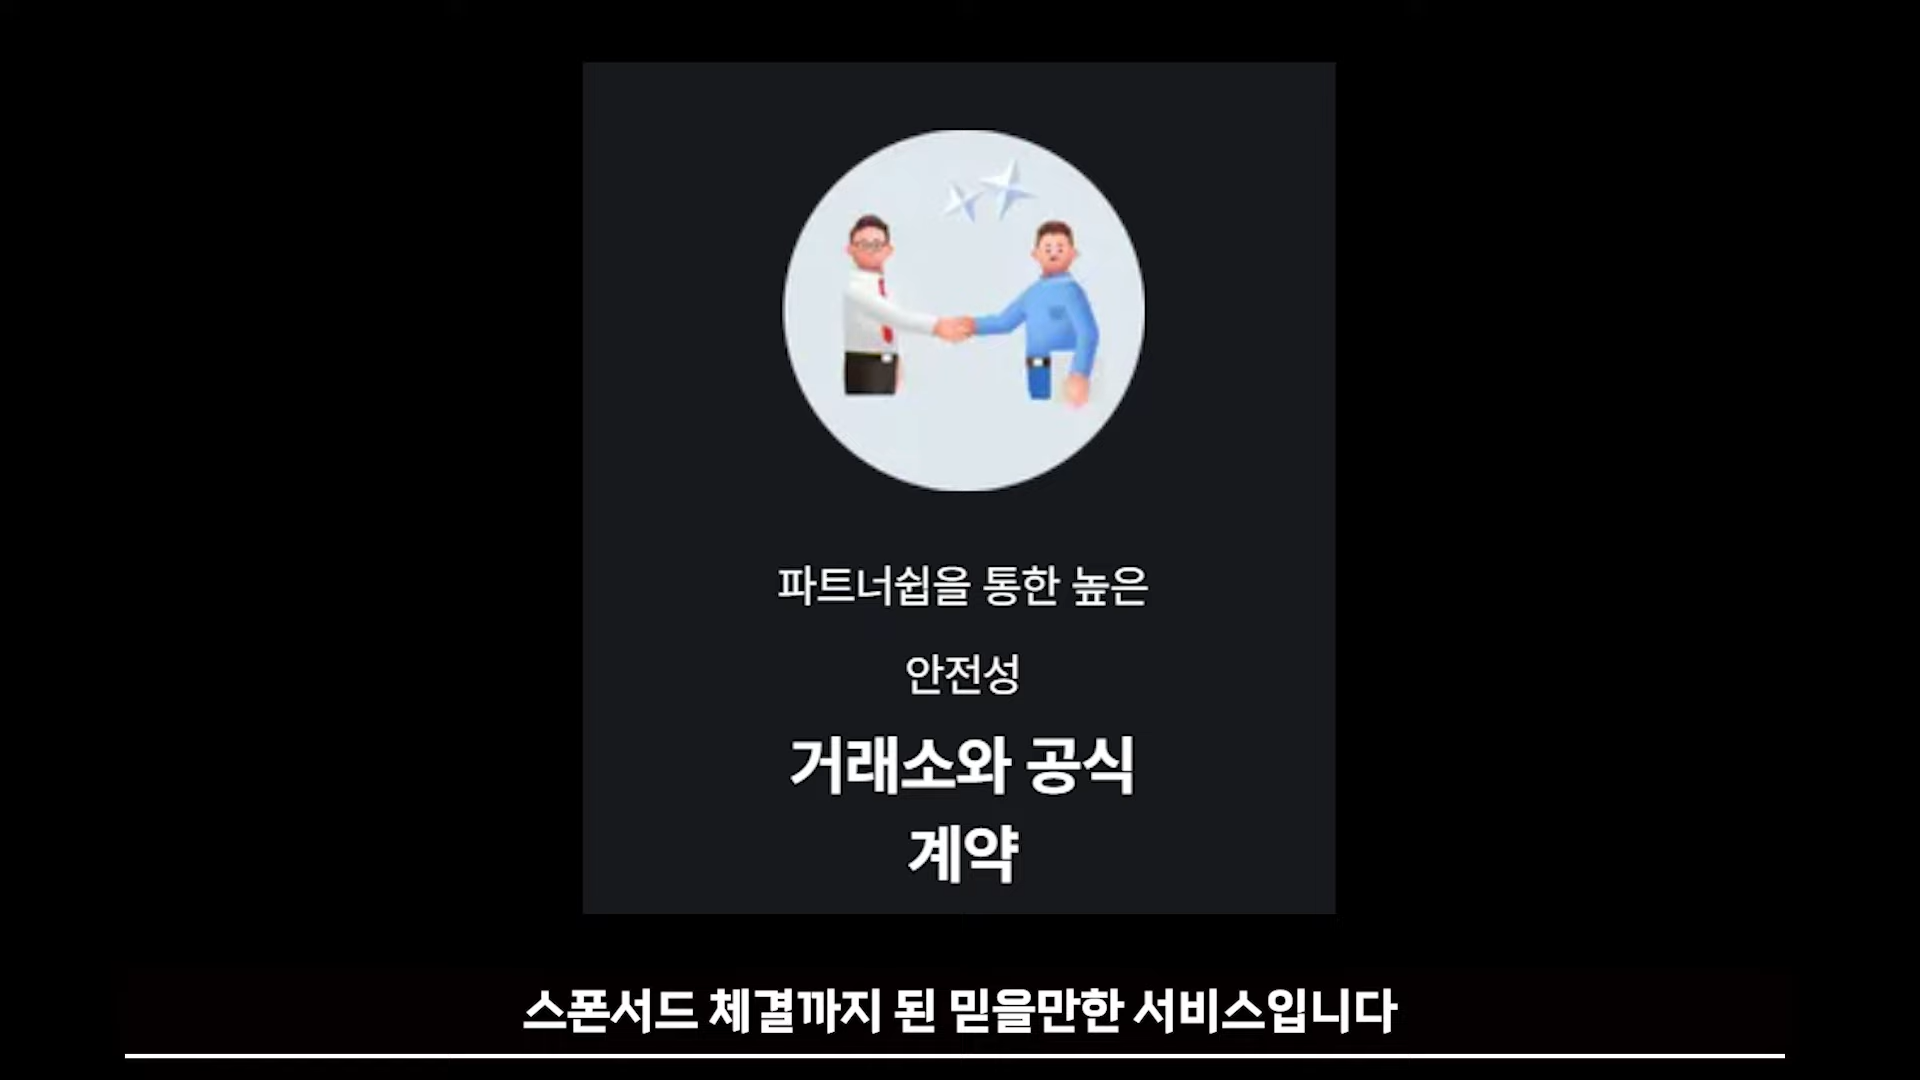 파트너쉽을 통한 높은
안전성
거래소와 공식
계약
스폰서드 체결까지 된 믿을만한 서비스입니다